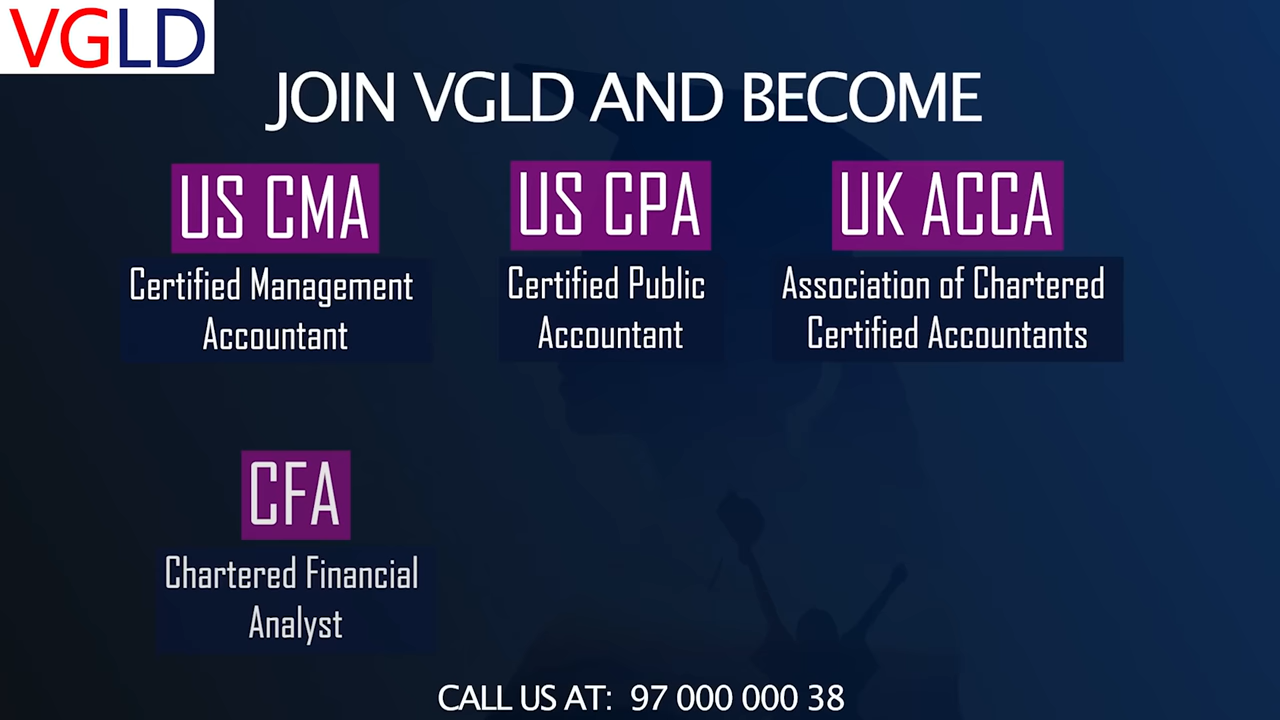 VGLD
JOIN VGLD AND BECOME
US CMA
Certified Management
Accountant
US CPA
Certified Public
Accountant
UK ACCA
Association of Chartered
Certified Accountants
CFA
Chartered Financial
Analyst
CALL US AT: 97 000 000 38